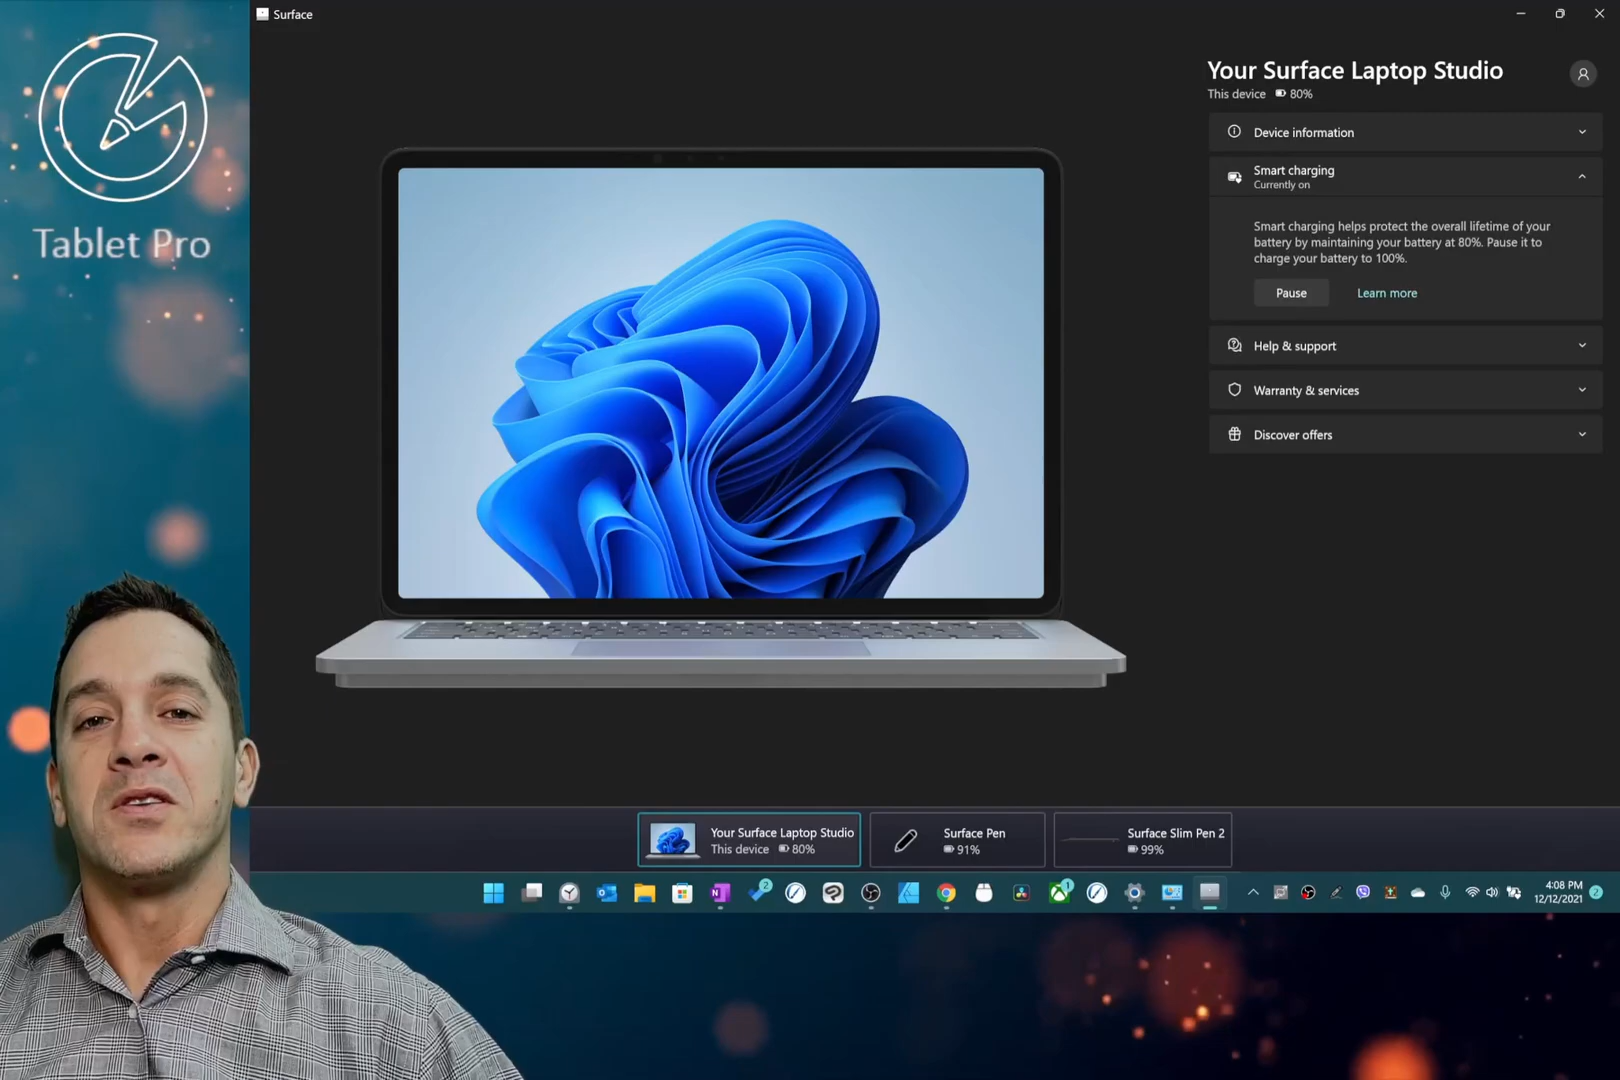 Surface
Tablet Pro
Your Surface Laptop Studio
This device 80%
Device information
Smart charging
Currently on
Smart charging helps protect the overall lifetime of your
battery by maintaining your battery at 80%. Pause it to
charge your battery to 100%.
Pause
Learn more
Help & support
Warranty & services
Discover offers
Your Surface Laptop Studio
This device 80%
Surface Pen
91%
Surface Slim Pen 2
99%
2
1
4:08 PM
12/12/2021
2